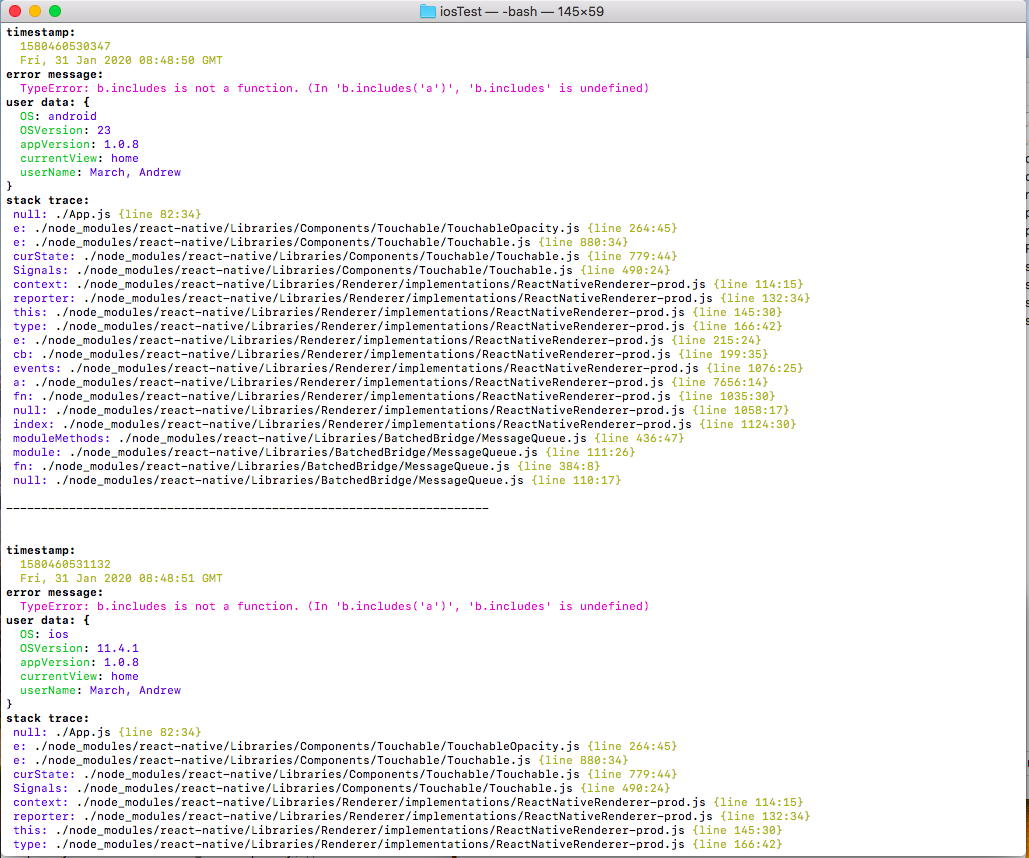 iosTest — -bash — 145×59
timestamp:
1580460530347
Fri, 31 Jan 2020 08:48:50 GMT
error message:
TypeError: b.includes is not a function. (In 'b.includes('a')', 'b.includes' is undefined)
user data: {
OS: android
OSVersion: 23
appVersion: 1.0.8
currentView: home
userName: March, Andrew
}
stack trace:
null: ./App.js {line 82:34}
e: ./node_modules/react-native/Libraries/Components/Touchable/TouchableOpacity.js {line 264:45}
e: ./node_modules/react-native/Libraries/Components/Touchable/Touchable.js {line 880:34}
curState: ./node_modules/react-native/Libraries/Components/Touchable/Touchable.js {line 779:44}
Signals: ./node_modules/react-native/Libraries/Components/Touchable/Touchable.js {line 490:24}
context: ./node_modules/react-native/Libraries/Renderer/implementations/ReactNativeRenderer-prod.js {line 114:15}
reporter: ./node_modules/react-native/Libraries/Renderer/implementations/ReactNativeRenderer-prod.js {line 132:34}
this: ./node_modules/react-native/Libraries/Renderer/implementations/ReactNativeRenderer-prod.js {line 145:30}
type: ./node_modules/react-native/Libraries/Renderer/implementations/ReactNativeRenderer-prod.js {line 166:42}
e: ./node_modules/react-native/Libraries/Renderer/implementations/ReactNativeRenderer-prod.js {line 215:24}
cb: ./node_modules/react-native/Libraries/Renderer/implementations/ReactNativeRenderer-prod.js {line 199:35}
events: ./node_modules/react-native/Libraries/Renderer/implementations/ReactNativeRenderer-prod.js {line 1076:25}
a: ./node_modules/react-native/Libraries/Renderer/implementations/ReactNativeRenderer-prod.js {line 7656:14}
fn: ./node_modules/react-native/Libraries/Renderer/implementations/ReactNativeRenderer-prod.js {line 1035:30}
null: ./node_modules/react-native/Libraries/Renderer/implementations/ReactNativeRenderer-prod.js {line 1058:17}
index: ./node_modules/react-native/Libraries/Renderer/implementations/ReactNativeRenderer-prod.js {line 1124:30}
moduleMethods: ./node_modules/react-native/Libraries/BatchedBridge/MessageQueue.js {line 436:47}
module: ./node_modules/react-native/Libraries/BatchedBridge/MessageQueue.js {line 111:26}
fn: ./node_modules/react-native/Libraries/BatchedBridge/MessageQueue.js {line 384:8}
null: ./node_modules/react-native/Libraries/BatchedBridge/MessageQueue.js {line 110:17}
---------------------------------------------------------------------
timestamp:
1580460531132
Fri, 31 Jan 2020 08:48:51 GMT
error message:
TypeError: b.includes is not a function. (In 'b.includes('a')', 'b.includes' is undefined)
user data: {
OS: ios
OSVersion: 11.4.1
appVersion: 1.0.8
currentView: home
userName: March, Andrew
}
stack trace:
null: ./App.js {line 82:34}
e: ./node_modules/react-native/Libraries/Components/Touchable/TouchableOpacity.js {line 264:45}
e: ./node_modules/react-native/Libraries/Components/Touchable/Touchable.js {line 880:34}
curState: ./node_modules/react-native/Libraries/Components/Touchable/Touchable.js {line 779:44}
Signals: ./node_modules/react-native/Libraries/Components/Touchable/Touchable.js {line 490:24}
context: ./node_modules/react-native/Libraries/Renderer/implementations/ReactNativeRenderer-prod.js {line 114:15}
reporter: ./node_modules/react-native/Libraries/Renderer/implementations/ReactNativeRenderer-prod.js {line 132:34}
this: ./node_modules/react-native/Libraries/Renderer/implementations/ReactNativeRenderer-prod.js {line 145:30}
type: ./node_modules/react-native/Libraries/Renderer/implementations/ReactNativeRenderer-prod.js {line 166:42}